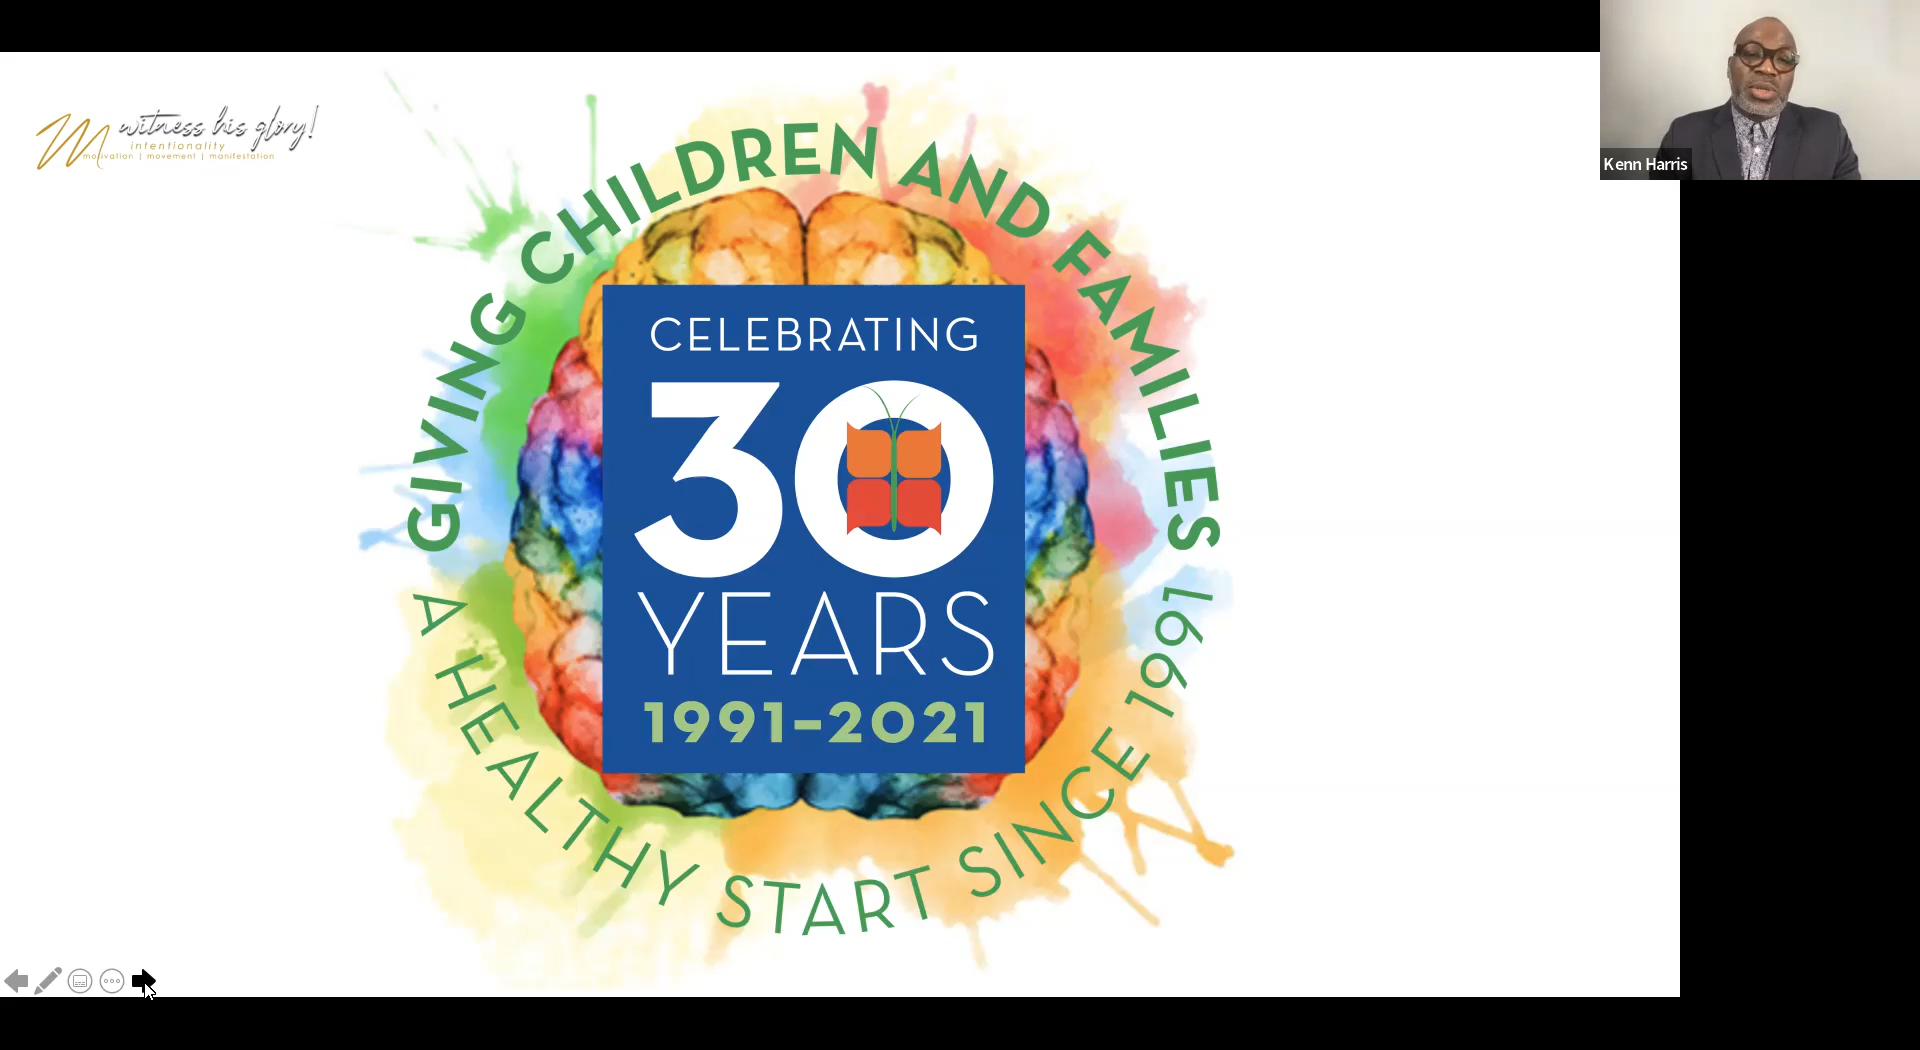 witness his glory!
intentionality
motivation | movement | manifestation
GIVING CHILDREN AND FAMILIES
A HEALTHY START SINCE 1991
CELEBRATING
30
YEARS
1991-2021
Kenn Harris